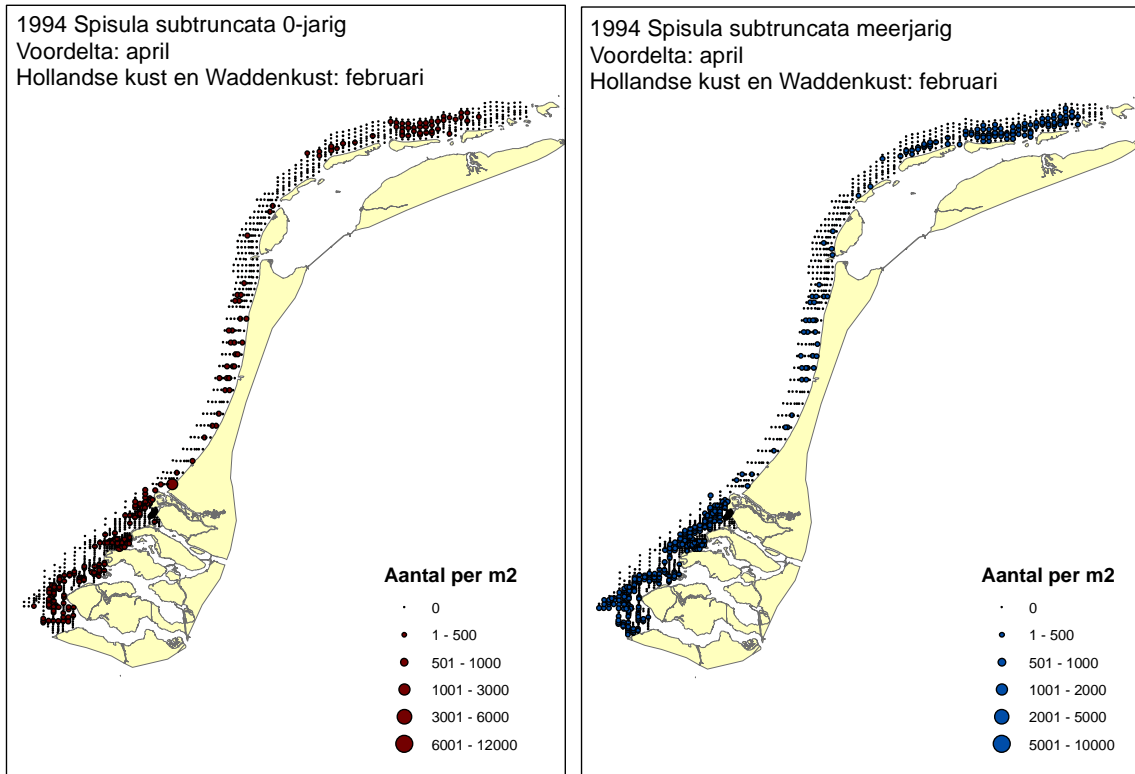 1994 Spisula subtruncata 0-jarig
Voordelta: april
Hollandse kust en Waddenkust: februari
Aantal per m2
0
1 - 500
501 - 1000
1001 - 3000
3001 - 6000
6001 - 12000
1994 Spisula subtruncata meerjarig
Voordelta: april
Hollandse kust en Waddenkust: februari
Aantal per m2
0
1 - 500
501 - 1000
1001 - 2000
2001 - 5000
5001 - 10000